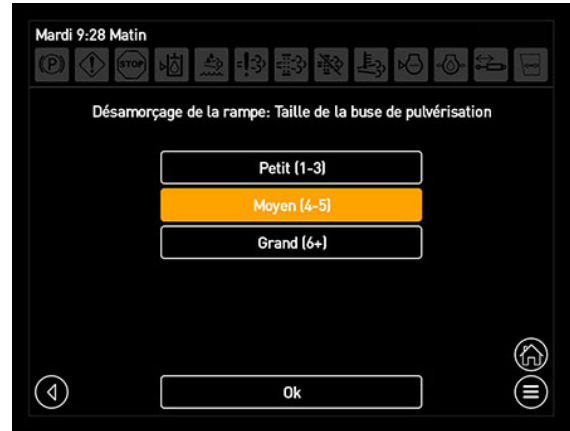 Mardi 9:28 Matin
STOP
Désamorçage de la rampe: Taille de la buse de pulvérisation
Petit (1-3)
Moyen (4-5)
Grand (6+)
Ok